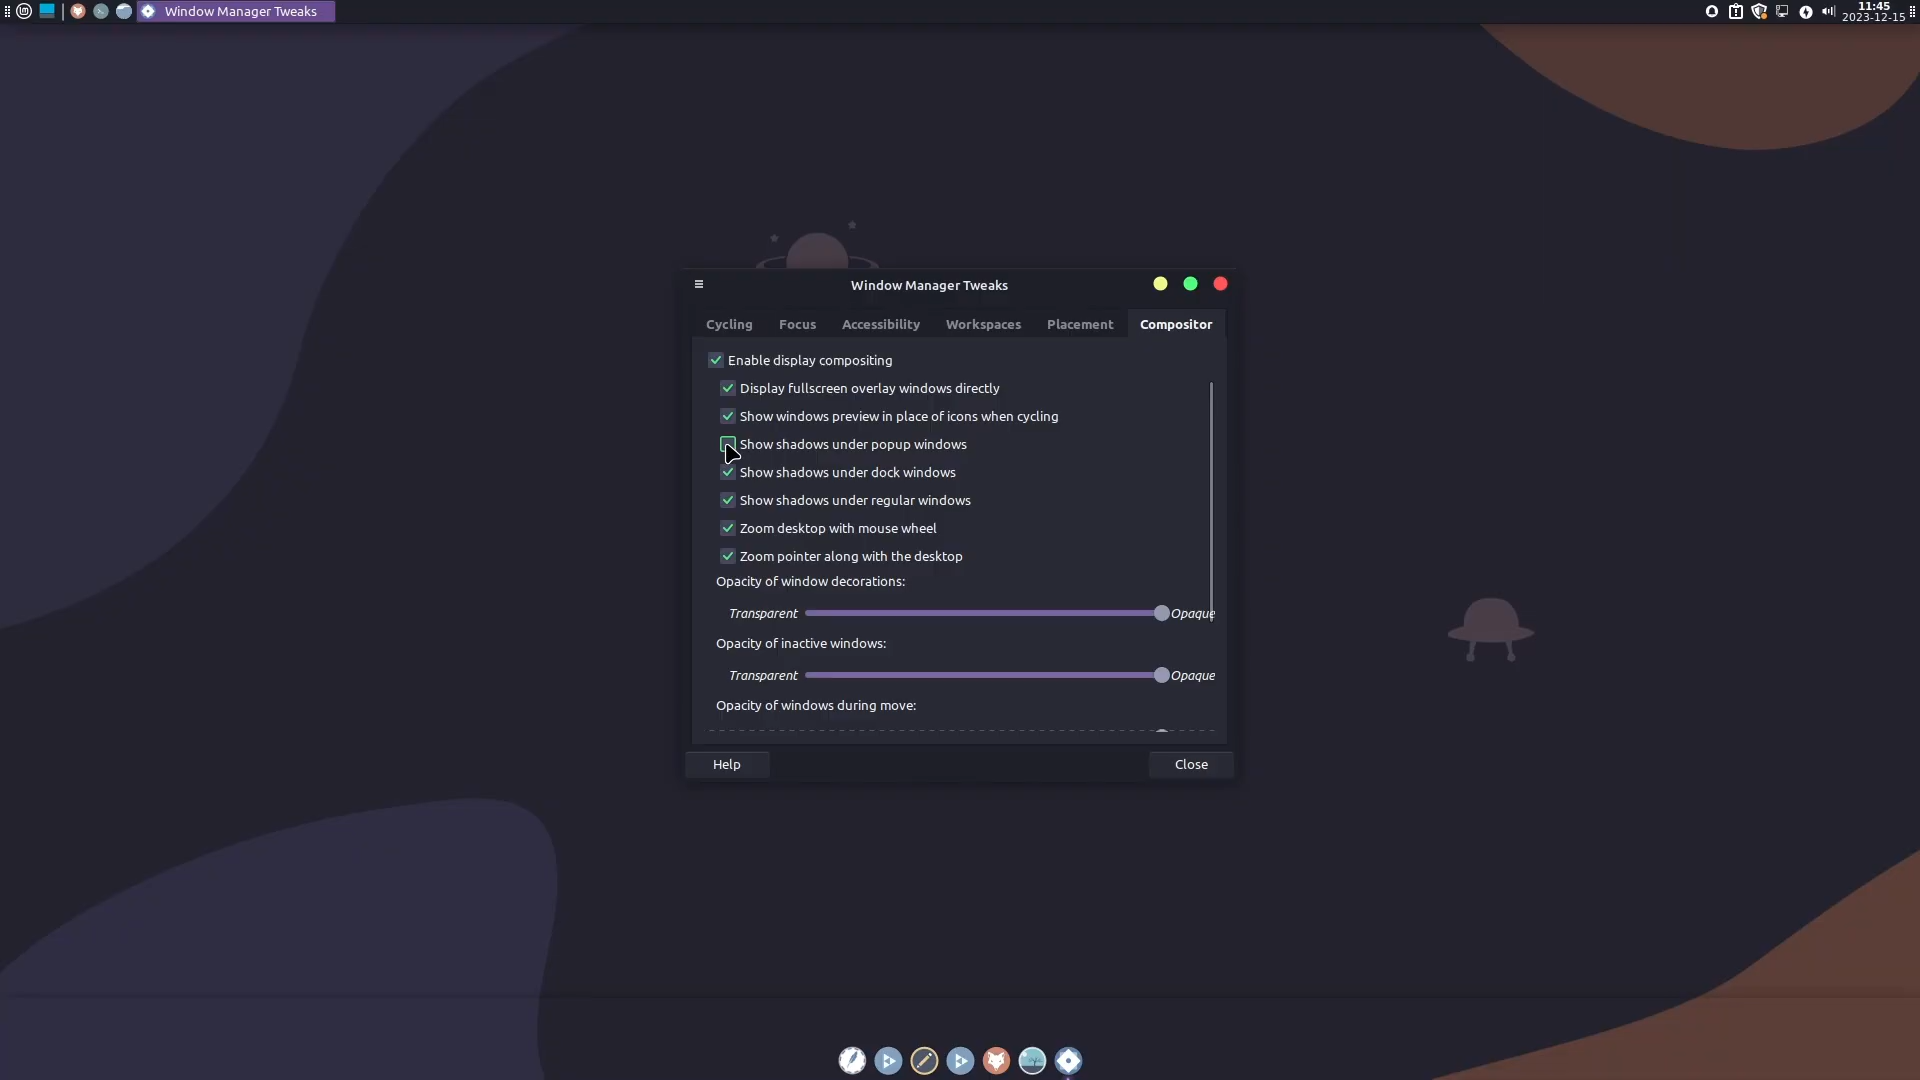 Window Manager Tweaks
11:45
2023-12-15
Window Manager Tweaks
Cycling Focus Accessibility Workspaces Placement Compositor
Enable display compositing
Display fullscreen overlay windows directly
Show windows preview in place of icons when cycling
Show shadows under popup windows
Show shadows under dock windows
Show shadows under regular windows
Zoom desktop with mouse wheel
Zoom pointer along with the desktop
Opacity of window decorations:
Transparent Opaque
Opacity of inactive windows:
Transparent Opaque
Opacity of windows during move:
Help Close